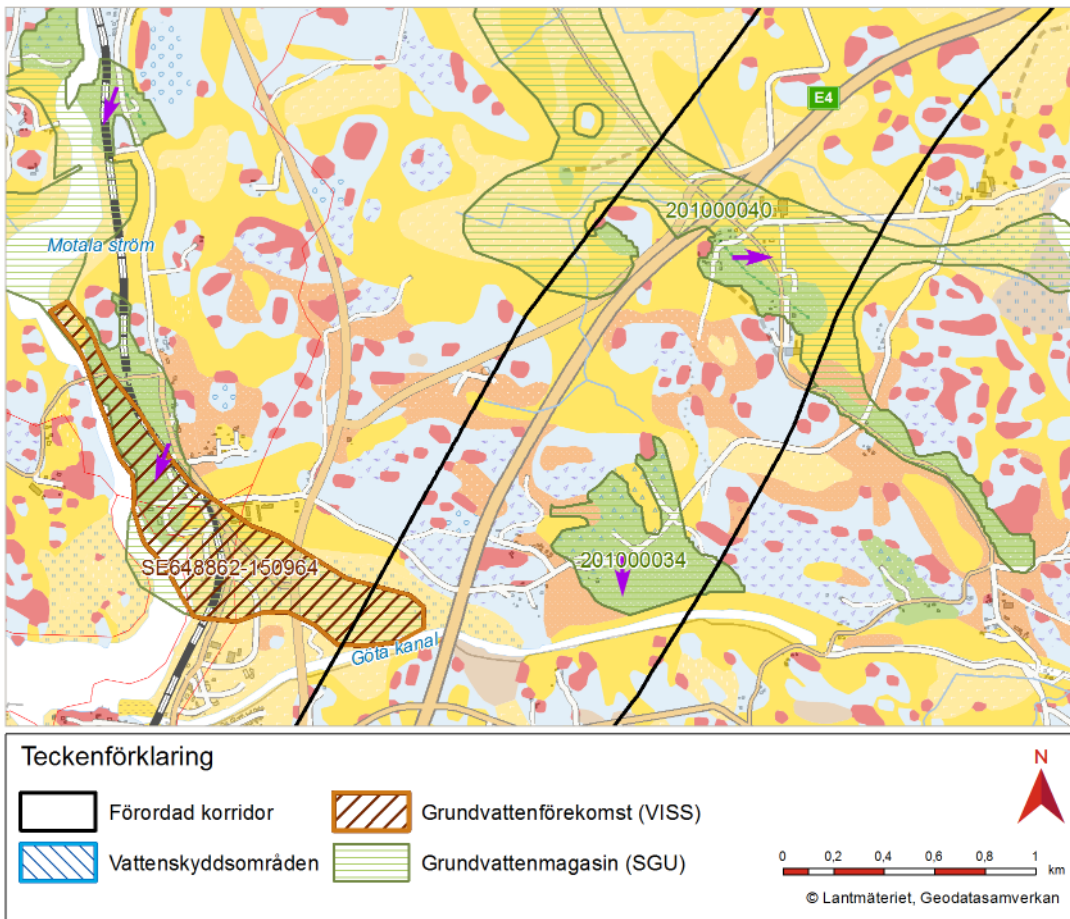 E4
201000040
Motala ström
SE648862-150964
201000034
Göta kanal
Teckenförklaring
Förordad korridor
Grundvattenförekomst (VISS)
Vattenskyddsområden
Grundvattenmagasin (SGU)
N
0 0,2 0,4 0,6 0,8 1
km
© Lantmäteriet, Geodatasamverkan